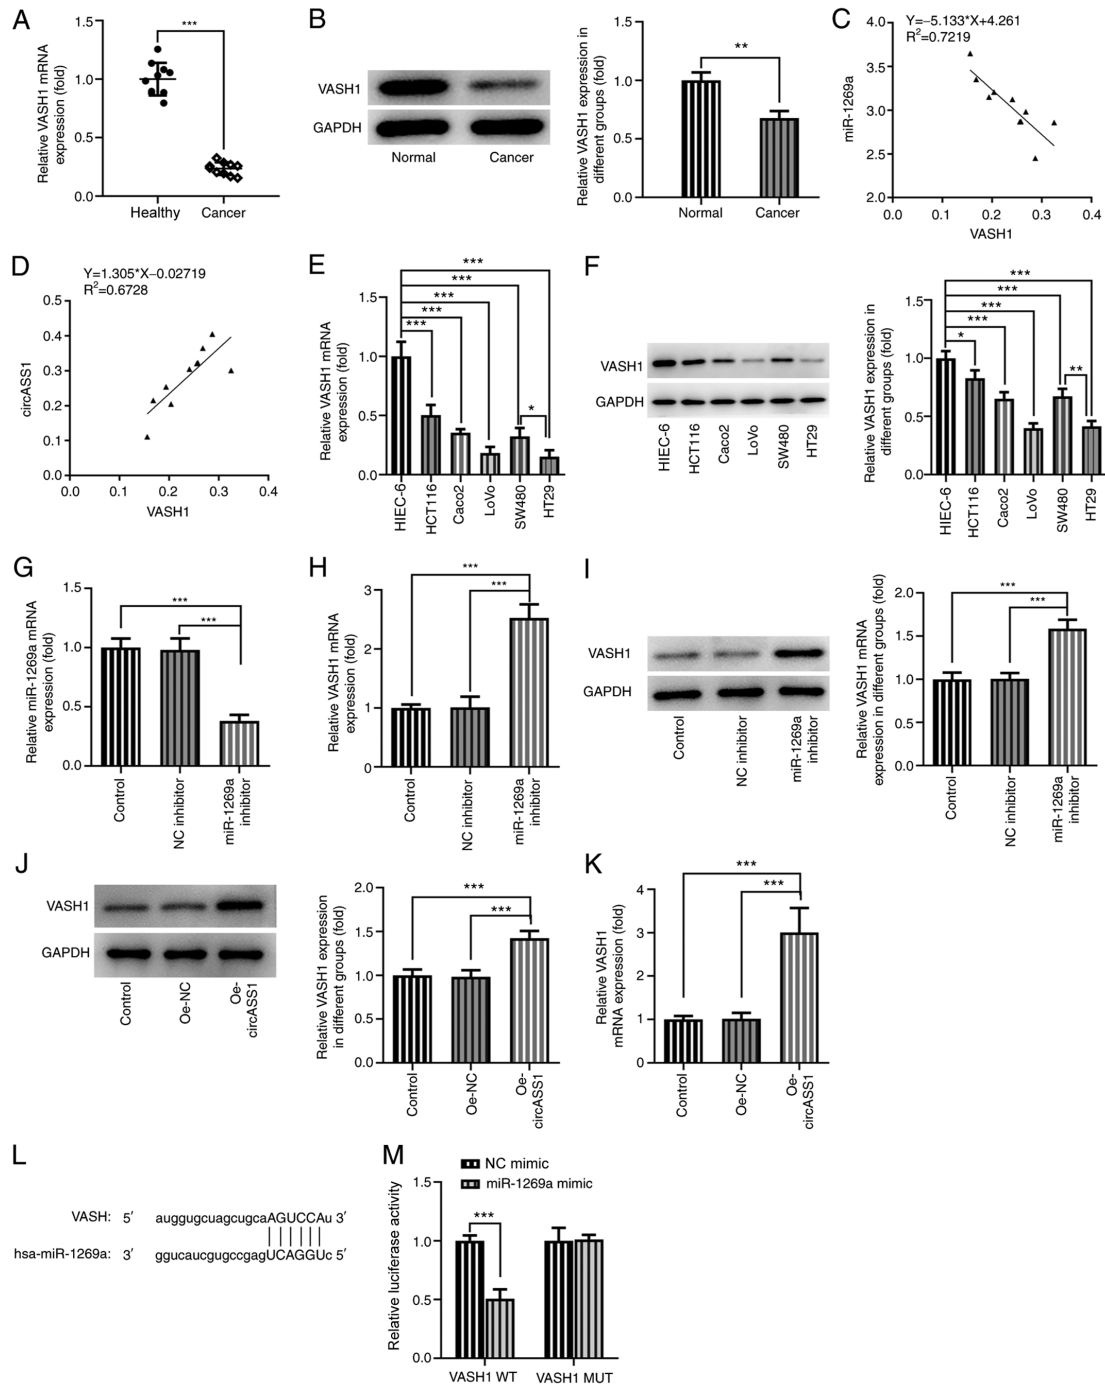 A
Relative VASH1 mRNA
expression (fold)
1.5
1.0
0.5
0.0
***
Healthy
Cancer
B
VASH1
GAPDH
Normal
Cancer
Relative VASH1 expression in
different groups (fold)
1.5
1.0
0.5
0.0
**
Normal
Cancer
C
Y=−5.133*X+4.261
R2=0.7219
miR-1269a
4.0
3.5
3.0
2.5
2.0
0.0
0.1
0.2
0.3
0.4
VASH1
D
Y=1.305*X−0.02719
R2=0.6728
circASS1
0.5
0.4
0.3
0.2
0.1
0.0
0.0
0.1
0.2
0.3
0.4
VASH1
E
Relative VASH1 mRNA
expression (fold)
1.5
1.0
0.5
0.0
***
***
***
***
***
*
HIEC-6
HCT116
Caco2
LoVo
SW480
HT29
F
VASH1
GAPDH
HIEC-6
HCT116
Caco2
LoVo
SW480
HT29
Relative VASH1 expression in
different groups (fold)
1.5
1.0
0.5
0.0
***
***
***
***
*
**
HIEC-6
HCT116
Caco2
LoVo
SW480
HT29
G
Relative miR-1269a mRNA
expression (fold)
1.5
1.0
0.5
0.0
***
***
Control
NC inhibitor
miR-1269a
inhibitor
H
Relative VASH1 mRNA
expression (fold)
3
2
1
0
***
***
Control
NC inhibitor
miR-1269a
inhibitor
I
VASH1
GAPDH
Control
NC inhibitor
miR-1269a
inhibitor
Relative VASH1 mRNA
expression in different groups (fold)
2.0
1.5
1.0
0.5
0.0
***
***
Control
NC inhibitor
miR-1269a
inhibitor
J
VASH1
GAPDH
Control
Oe-NC
Oe-
circASS1
Relative VASH1 expression
in different groups (fold)
2.0
1.5
1.0
0.5
0.0
***
***
Control
Oe-NC
Oe-
circASS1
K
Relative VASH1
mRNA expression (fold)
4
3
2
1
0
***
***
Control
Oe-NC
Oe-
circASS1
L
VASH: 5′ auggugcuagcugcaAGUCCAu 3′
hsa-miR-1269a: 3′ ggucaucgugccgagUCAGGUc 5′
M
NC mimic
miR-1269a mimic
Relative luciferase activity
1.5
1.0
0.5
0.0
***
VASH1 WT
VASH1 MUT